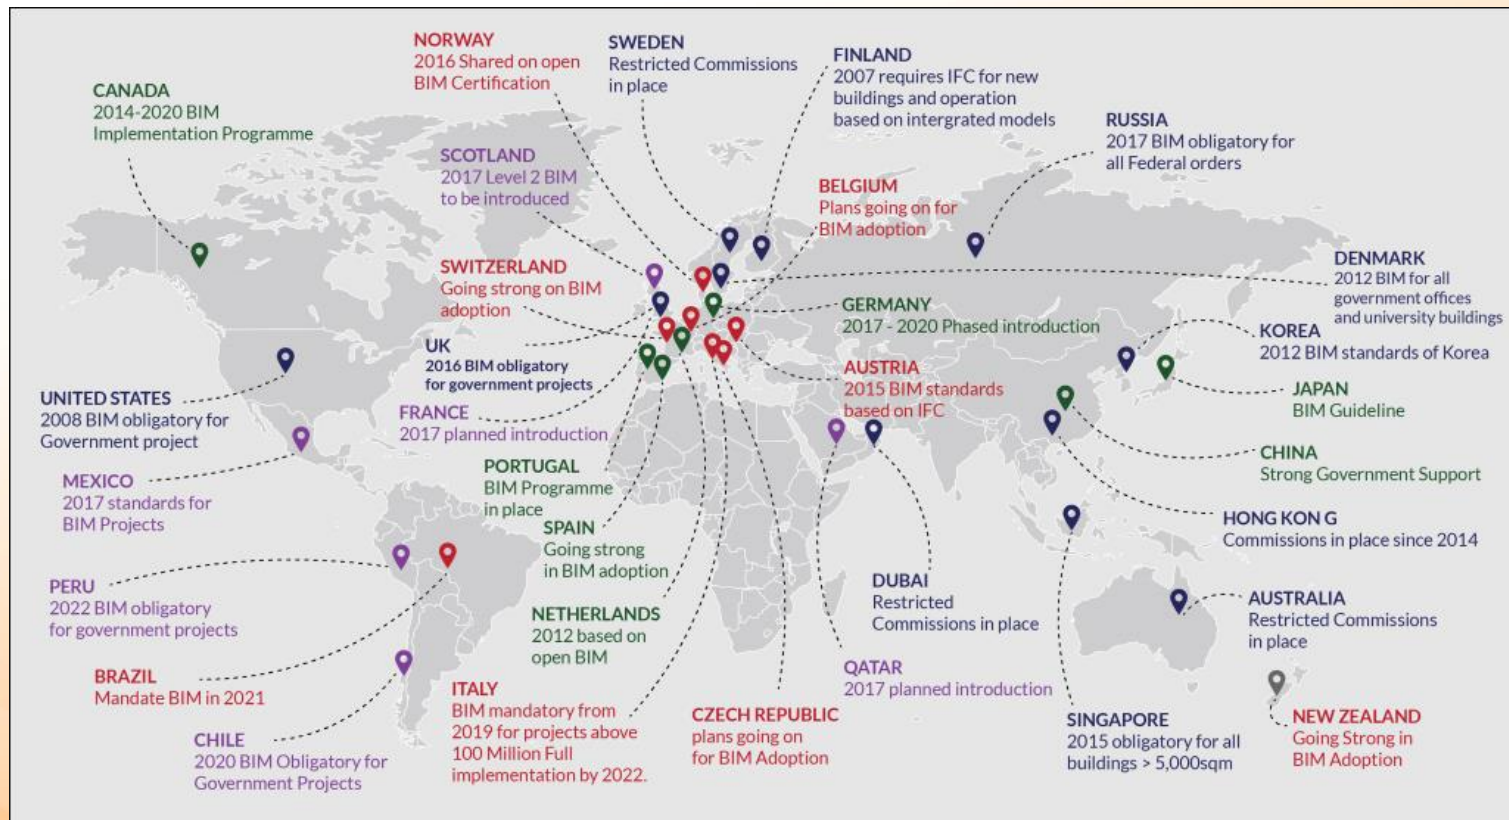 NORWAY
2016 Shared on open
BIM Certification
SWEDEN
Restricted Commissions
in place
FINLAND
2007 requires IFC for new
buildings and operation
based on intergrated models
CANADA
2014-2020 BIM
Implementation Programme
RUSSIA
2017 BIM obligatory for
all Federal orders
SCOTLAND
2017 Level 2 BIM
to be introduced
BELGIUM
Plans going on for
BIM adoption
SWITZERLAND
Going strong on BIM
adoption
DENMARK
2012 BIM for all
government offices
and university buildings
GERMANY
2017 - 2020 Phased introduction
KOREA
2012 BIM standards of Korea
UK
2016 BIM obligatory
for government projects
AUSTRIA
2015 BIM standards
based on IFC
JAPAN
BIM Guideline
UNITED STATES
2008 BIM obligatory for
Government project
FRANCE
2017 planned introduction
CHINA
Strong Government Support
MEXICO
2017 standards for
BIM Projects
PORTUGAL
BIM Programme
in place
SPAIN
Going strong
in BIM adoption
HONG KON G
Commissions in place since 2014
PERU
2022 BIM obligatory
for government projects
DUBAI
Restricted
Commissions in place
AUSTRALIA
Restricted Commissions
in place
NETHERLANDS
2012 based on
open BIM
QATAR
2017 planned introduction
BRAZIL
Mandate BIM in 2021
ITALY
BIM mandatory from
2019 for projects above
100 Million Full
implementation by 2022.
CZECH REPUBLIC
plans going on
for BIM Adoption
SINGAPORE
2015 obligatory for all
buildings > 5,000sqm
NEW ZEALAND
Going Strong in
BIM Adoption
CHILE
2020 BIM Obligatory for
Government Projects